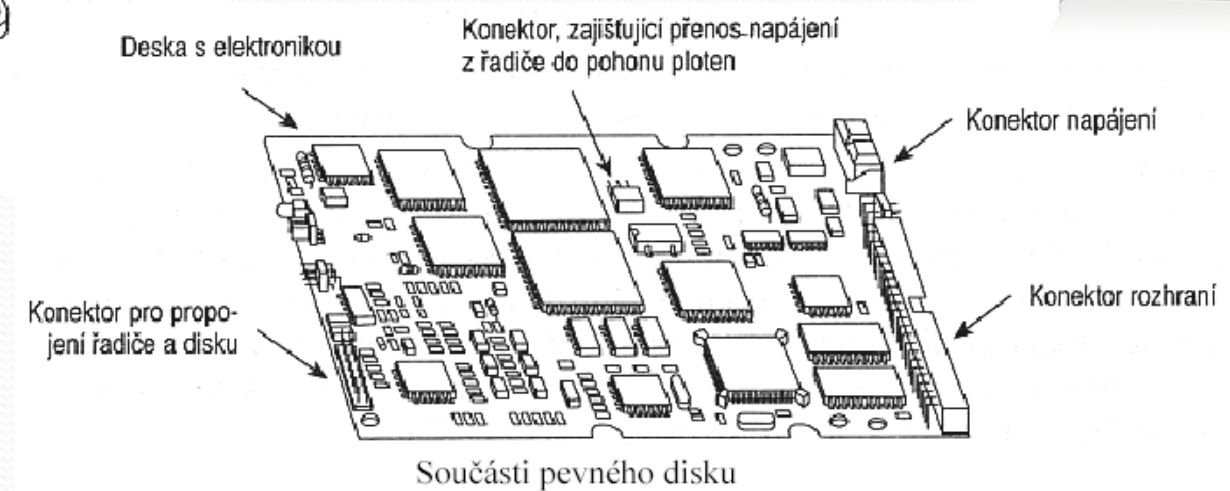 Deska s elektronikou
Konektor, zajišťující přenos napájení
z řadiče do pohonu ploten
Konektor napájení
Konektor rozhraní
Konektor pro propo-
jení řadiče a disku
Součásti pevného disku